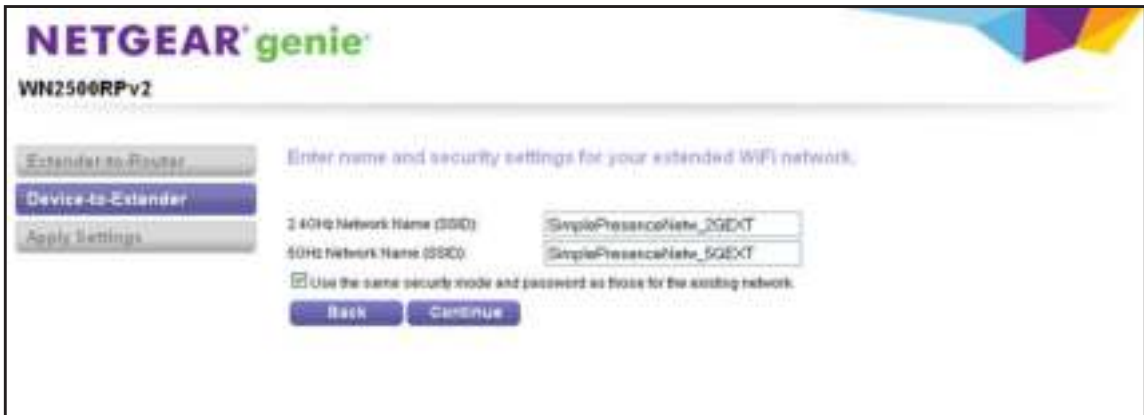 NETGEAR® genie®
WN2500RPv2
Extender-to-Router
Enter name and security settings for your extended WiFi network.
Device-to-Extender
Apply Settings
2.4GHz Network Name (SSID):
SimplePresenceNetw_2GEXT
5GHz Network Name (SSID):
SimplePresenceNetw_5GEXT
Use the same security mode and password as those for the existing network.
Back
Continue